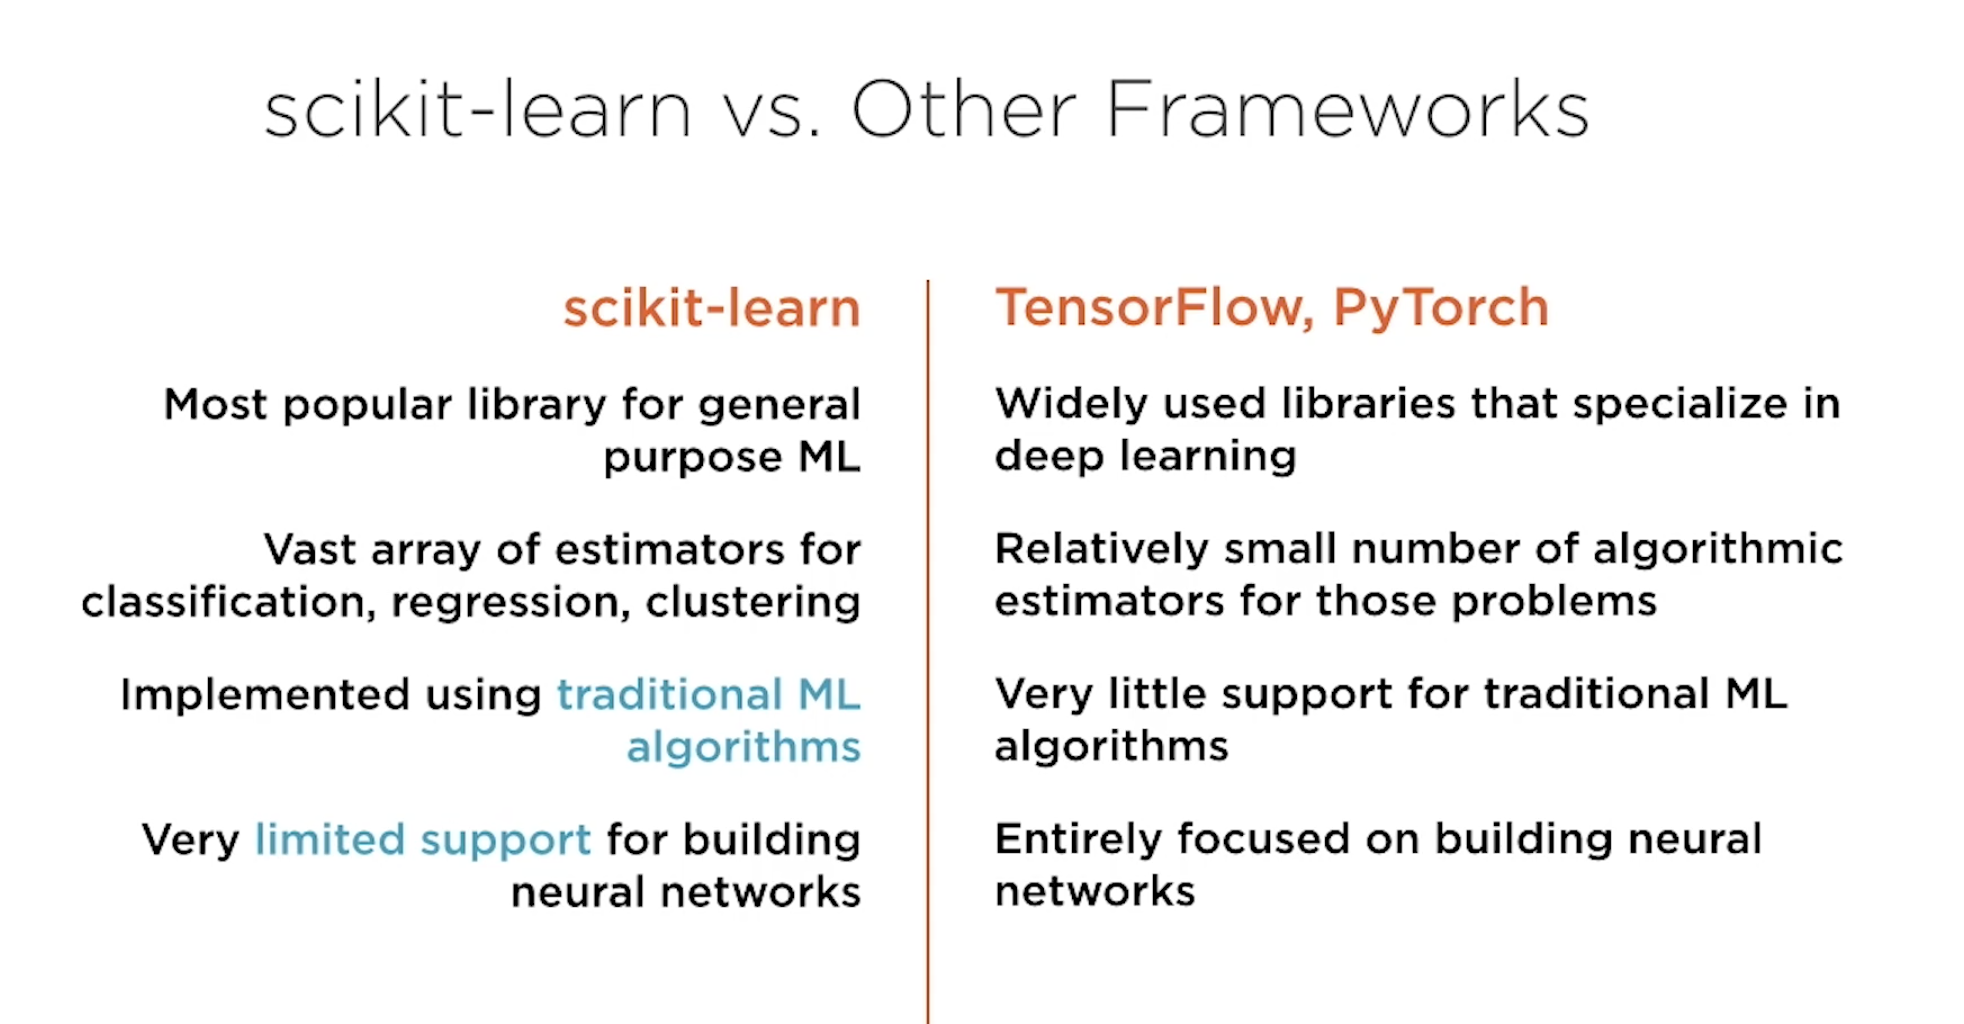 scikit-learn vs. Other Frameworks
scikit-learn
Most popular library for general
purpose ML
Vast array of estimators for
classification, regression, clustering
Implemented using traditional ML
algorithms
Very limited support for building
neural networks
TensorFlow, PyTorch
Widely used libraries that specialize in
deep learning
Relatively small number of algorithmic
estimators for those problems
Very little support for traditional ML
algorithms
Entirely focused on building neural
networks